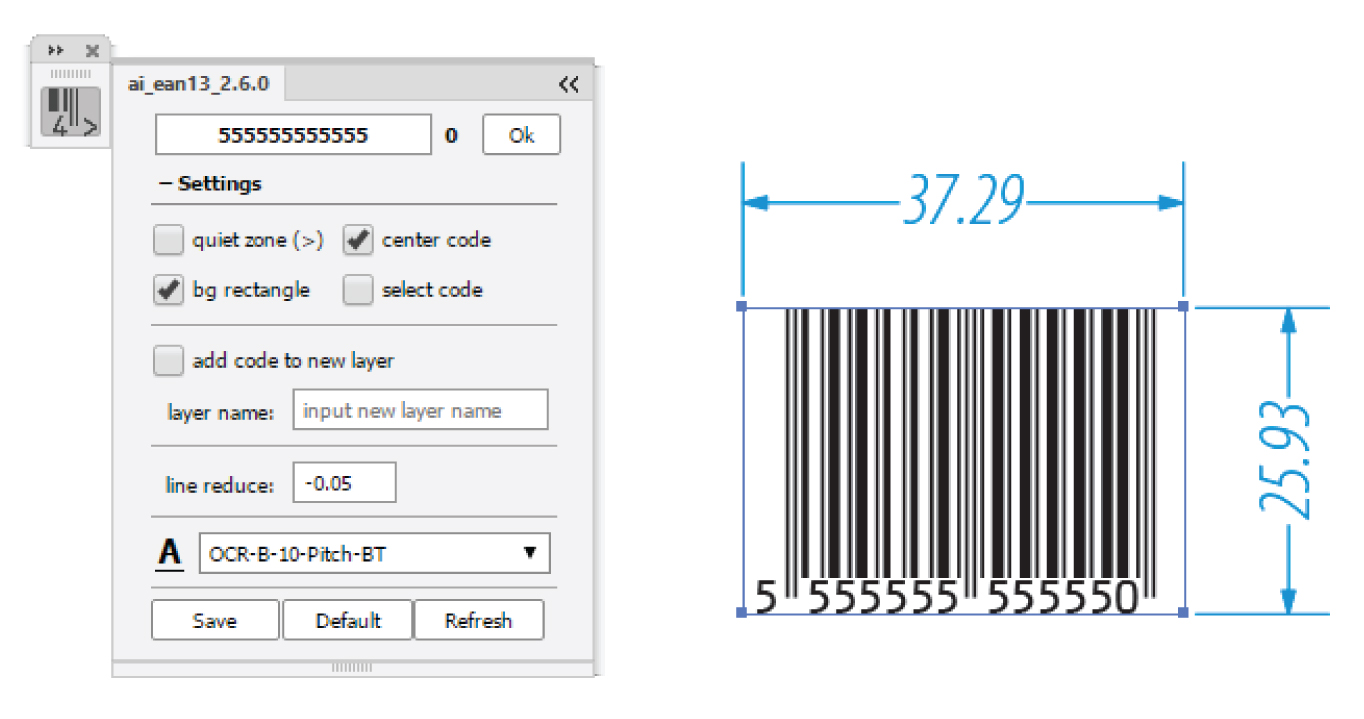 ai_ean13_2.6.0
4 >
555555555555 0 Ok
– Settings
quiet zone (>) center code
bg rectangle select code
add code to new layer
layer name: input new layer name
line reduce: -0.05
A OCR-B-10-Pitch-BT
Save Default Refresh
37.29
25.93
5 555555 555550